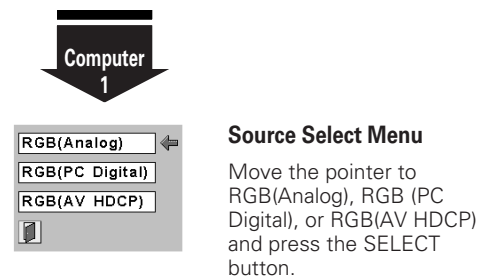 Computer
1
RGB(Analog)
RGB(PC Digital)
RGB(AV HDCP)
Source Select Menu
Move the pointer to
RGB(Analog), RGB (PC
Digital), or RGB(AV HDCP)
and press the SELECT
button.